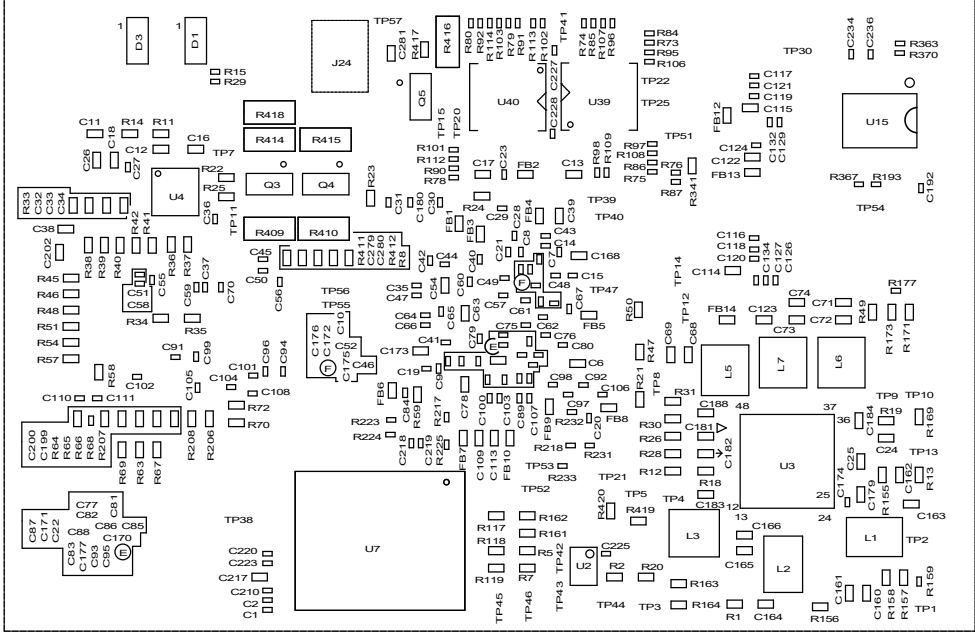 1
D3
1
D1
TP57
J24
C281
R417
R416
Q5
R80
R92
R114
R103
R79
R91
R113
R102
TP41
R74
R85
R107
R96
R84
R73
R95
R106
TP22
TP25
C227
C228
U40
U39
TP30
C234
C236
R363
R370
R15
R29
R418
R414
R415
Q3
Q4
R409
R410
C11
R14
R11
C18
C12
C26
C27
C16
TP7
R22
R25
U4
C36
TP11
R33
C32
C33
C34
C38
C202
R42
R41
R38
R39
R40
R36
R37
TP15
TP20
R101
R112
R90
R78
C17
C23
FB2
C13
R98
R109
R97
R108
R86
R75
TP51
R76
R87
R341
FB12
C117
C121
C119
C115
C132
C129
C124
C122
FB13
U15
R367
R193
C192
TP54
R23
C31
C180
C30
R24
C29
FB1
FB3
C28
FB4
C39
C43
C14
TP39
TP40
C8
C21
C7
C168
C15
C48
TP47
C67
FB5
R411
C279
C280
R412
R8
C42
C44
C40
C45
C50
C56
C35
C47
C54
C60
C49
C57
F
C61
C62
C76
C80
C64
C66
C65
C63
C79
C75
C52
E
C41
C173
C19
C9
C6
C98
C92
C106
R45
R46
R48
R51
R54
R57
C51
C58
C55
C59
C37
C70
R34
R35
R58
C91
C99
C102
C105
C104
C101
C96
C94
C108
R72
R70
TP56
TP55
C10
C176
C172
C175
C46
F
C116
C118
C120
C114
C134
C127
C126
TP14
TP12
R50
R47
C69
C68
FB14
C123
C74
C73
C71
C72
R177
R49
R173
R171
L5
L7
L6
TP8
R21
R31
C188
R30
R26
R28
R12
C181
C182
R18
C183
48
37
36
25
24
13
12
U3
C184
TP9
R19
TP10
R169
C24
C25
TP13
C174
C179
R155
C162
R13
C163
C110
C111
C200
C199
R64
R65
R66
R68
R207
R208
R206
R69
R63
R67
FB6
C84
R59
R217
C78
C100
C103
C89
C107
FB9
C97
R232
C20
FB8
R223
R224
C218
C219
R225
FB7
C109
C113
FB10
R218
R231
TP53
R233
TP52
TP21
R420
TP5
R419
TP4
C87
C171
C22
C77
C82
C81
C88
C86
C85
C170
C83
C177
C93
C95
E
TP38
U7
C220
C223
C217
C210
C2
C1
R117
R118
R119
R162
R161
R5
R7
TP42
TP43
TP45
TP46
U2
C225
R2
R20
TP44
TP3
L3
C166
C165
R163
R164
L2
R1
C164
R156
L1
TP2
C161
C160
R158
R157
R159
TP1